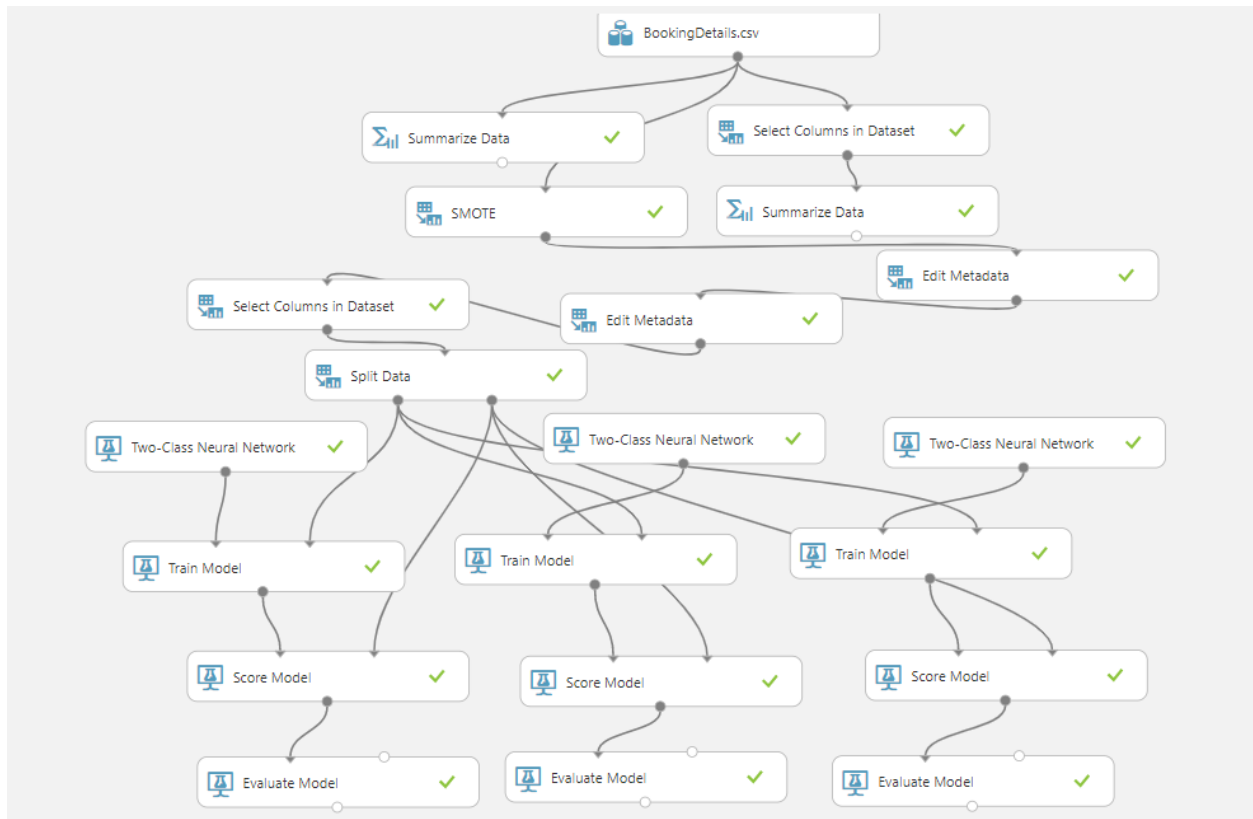 BookingDetails.csv
Summarize Data
Select Columns in Dataset
SMOTE
Summarize Data
Edit Metadata
Select Columns in Dataset
Edit Metadata
Split Data
Two-Class Neural Network
Two-Class Neural Network
Two-Class Neural Network
Train Model
Train Model
Train Model
Score Model
Score Model
Score Model
Evaluate Model
Evaluate Model
Evaluate Model